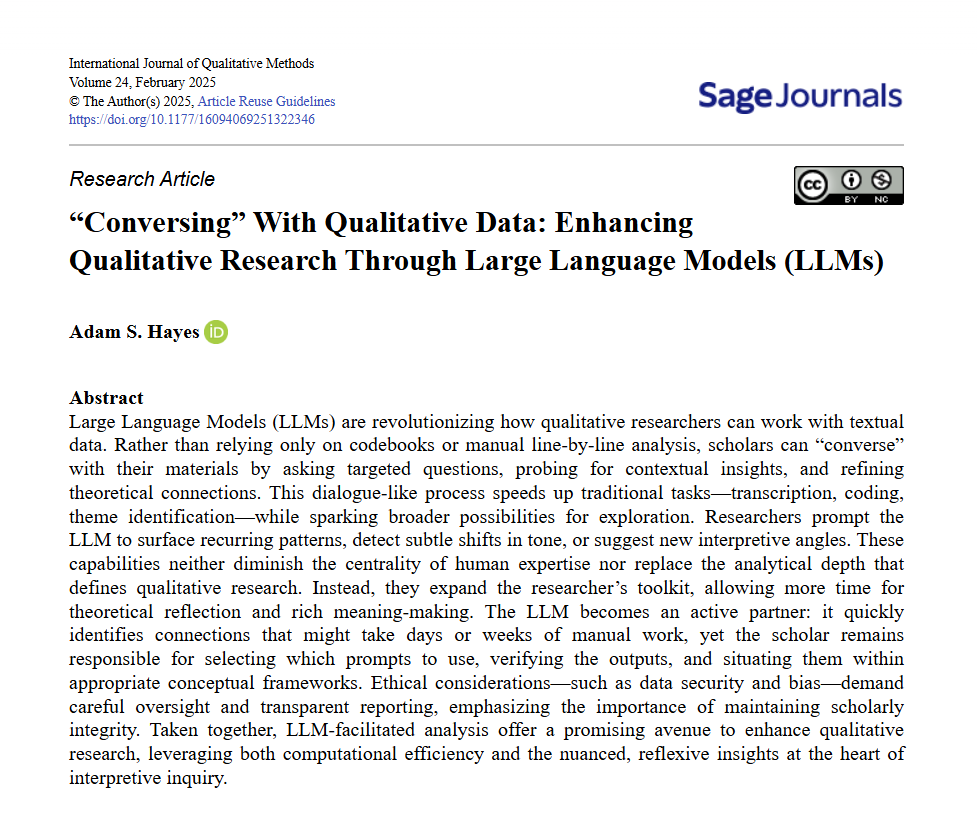 International Journal of Qualitative Methods
Volume 24, February 2025
© The Author(s) 2025, Article Reuse Guidelines
https://doi.org/10.1177/16094069251322346
Sage Journals
Research Article
cc BY NC
“Conversing” With Qualitative Data: Enhancing
Qualitative Research Through Large Language Models (LLMs)
Adam S. Hayes iD
Abstract
Large Language Models (LLMs) are revolutionizing how qualitative researchers can work with textual
data. Rather than relying only on codebooks or manual line-by-line analysis, scholars can “converse”
with their materials by asking targeted questions, probing for contextual insights, and refining
theoretical connections. This dialogue-like process speeds up traditional tasks—transcription, coding,
theme identification—while sparking broader possibilities for exploration. Researchers prompt the
LLM to surface recurring patterns, detect subtle shifts in tone, or suggest new interpretive angles. These
capabilities neither diminish the centrality of human expertise nor replace the analytical depth that
defines qualitative research. Instead, they expand the researcher’s toolkit, allowing more time for
theoretical reflection and rich meaning-making. The LLM becomes an active partner: it quickly
identifies connections that might take days or weeks of manual work, yet the scholar remains
responsible for selecting which prompts to use, verifying the outputs, and situating them within
appropriate conceptual frameworks. Ethical considerations—such as data security and bias—demand
careful oversight and transparent reporting, emphasizing the importance of maintaining scholarly
integrity. Taken together, LLM-facilitated analysis offer a promising avenue to enhance qualitative
research, leveraging both computational efficiency and the nuanced, reflexive insights at the heart of
interpretive inquiry.